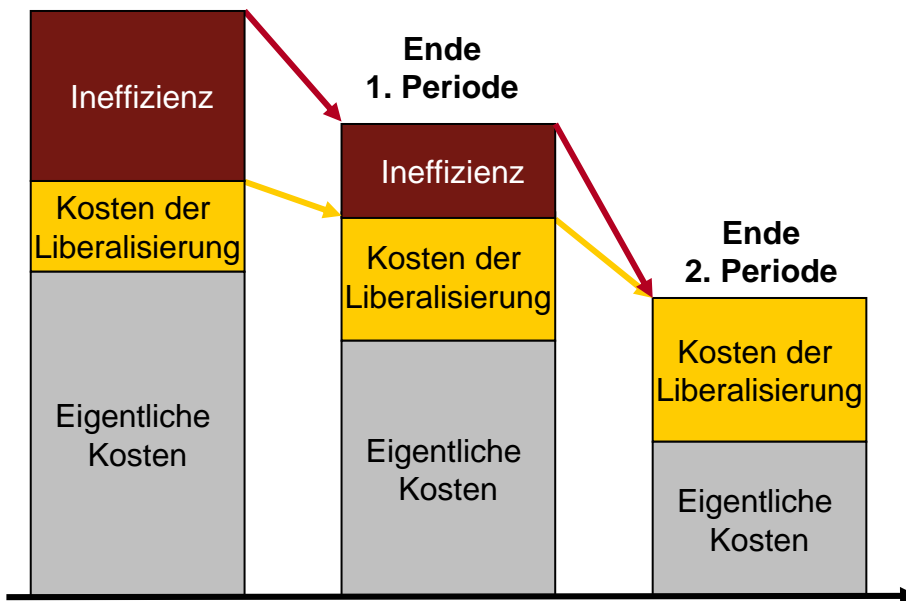 Ineffizienz
Kosten der
Liberalisierung
Eigentliche
Kosten
Ende
1. Periode
Ineffizienz
Kosten der
Liberalisierung
Eigentliche
Kosten
Ende
2. Periode
Kosten der
Liberalisierung
Eigentliche
Kosten